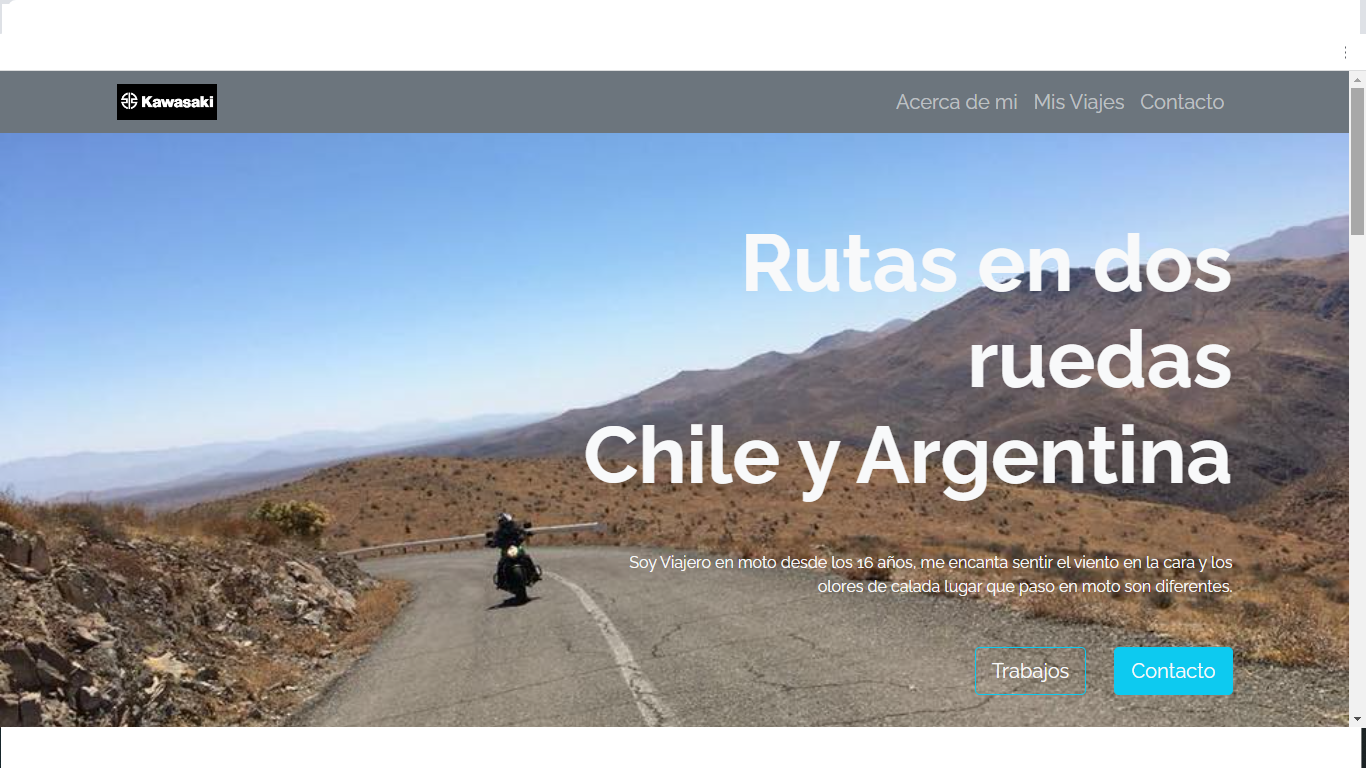 Kawasaki
Acerca de mi Mis Viajes Contacto
Rutas en dos
ruedas
Chile y Argentina
Soy Viajero en moto desde los 16 años, me encanta sentir el viento en la cara y los
olores de calada lugar que paso en moto son diferentes.
Trabajos Contacto